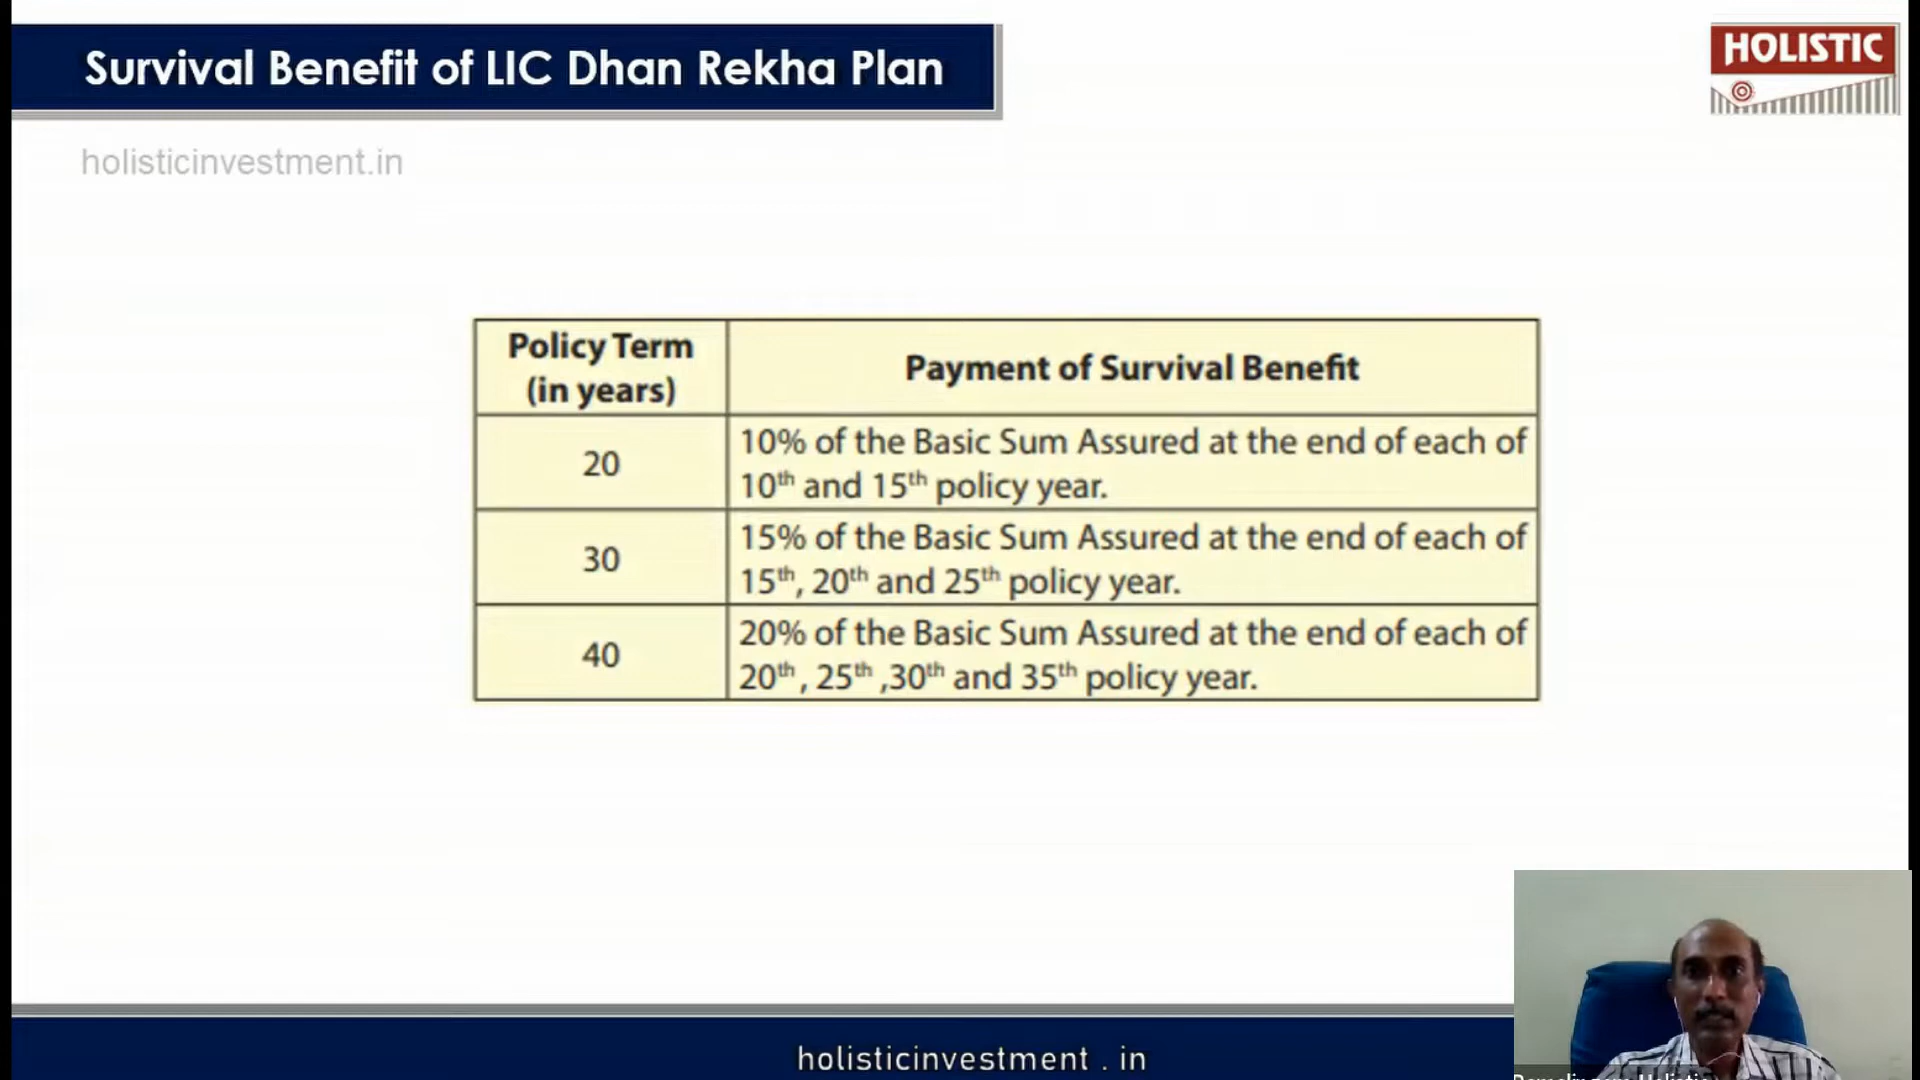 Survival Benefit of LIC Dhan Rekha Plan
HOLISTIC
holisticinvestment.in
Policy Term
(in years)
Payment of Survival Benefit
20
10% of the Basic Sum Assured at the end of each of
10th and 15th policy year.
30
15% of the Basic Sum Assured at the end of each of
15th, 20th and 25th policy year.
40
20% of the Basic Sum Assured at the end of each of
20th , 25th ,30th and 35th policy year.
holisticinvestment . in